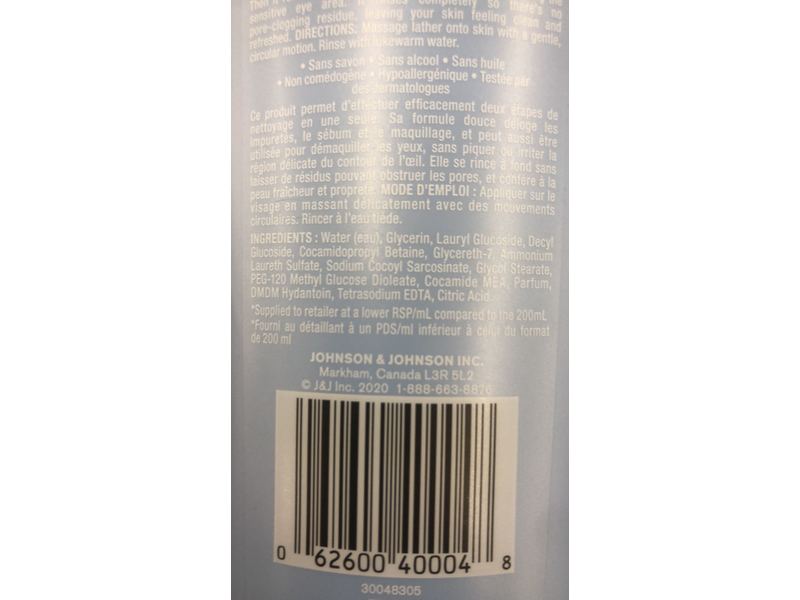 sensitive eye area. It rinses completely so there's no
pore-clogging residue, leaving your skin feeling clean and
refreshed. DIRECTIONS: Massage lather onto skin with a gentle,
circular motion. Rinse with lukewarm water.
• Sans savon • Sans alcool • Sans huile
• Non comédogène • Hypoallergénique • Testée par
des dermatologues
Ce produit permet d'effectuer efficacement deux étapes de
nettoyage en une seule. Sa formule douce déloge les
impuretés, le sébum et le maquillage, et peut aussi être
utilisée pour démaquiller les yeux, sans piquer ou irriter la
région délicate du contour de l'œil. Elle se rince à fond sans
laisser de résidus pouvant obstruer les pores, et confère à la
peau fraîcheur et propreté. MODE D'EMPLOI : Appliquer sur le
visage en massant délicatement avec des mouvements
circulaires. Rincer à l'eau tiède.
INGREDIENTS : Water (eau), Glycerin, Lauryl Glucoside, Decyl
Glucoside, Cocamidopropyl Betaine, Glycereth-7, Ammonium
Laureth Sulfate, Sodium Cocoyl Sarcosinate, Glycol Stearate,
PEG-120 Methyl Glucose Dioleate, Cocamide MEA, Parfum,
DMDM Hydantoin, Tetrasodium EDTA, Citric Acid.
*Supplied to retailer at a lower RSP/mL compared to the 200mL
*Fourni au détaillant à un PDS/ml inférieur à celui du format
de 200 ml
JOHNSON & JOHNSON INC.
Markham, Canada L3R 5L2
© J&J Inc. 2020 1-888-663-8876
0 62600 40004 8
30048305